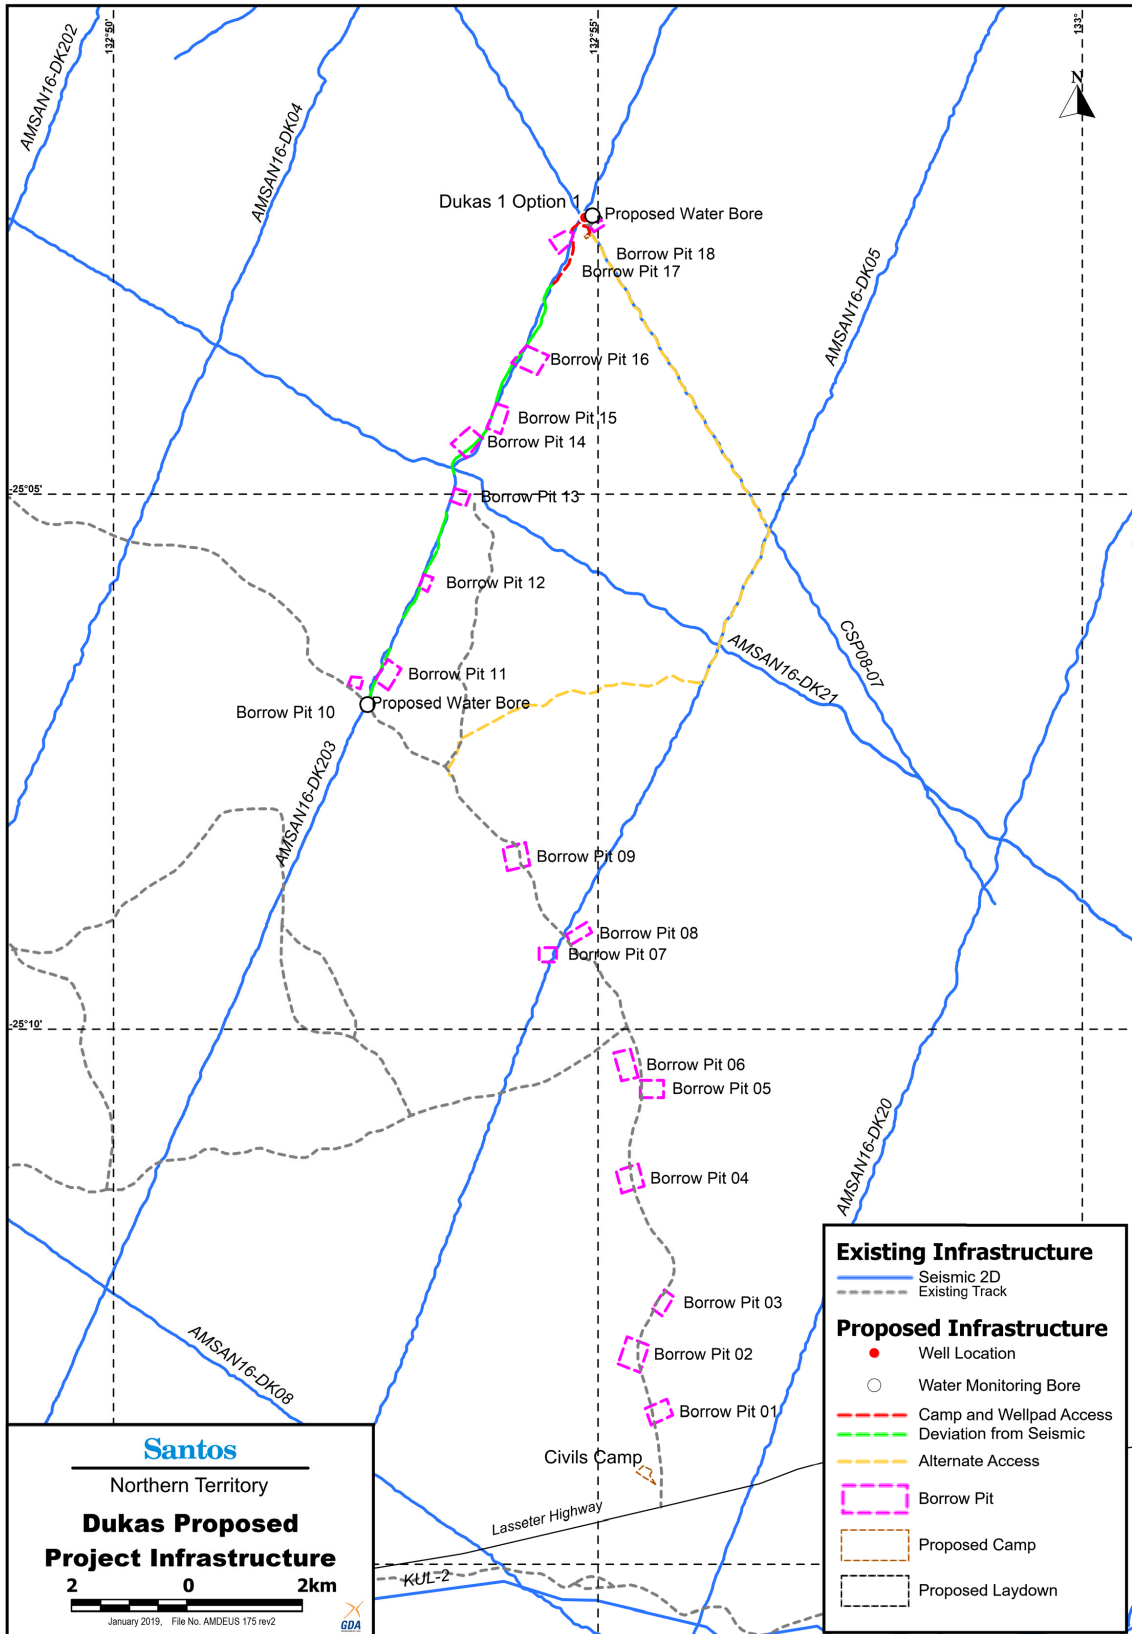 132°50'
132°55'
133°
AMSAN16-DK202
AMSAN16-DK04
N
Dukas 1 Option 1
Proposed Water Bore
Borrow Pit 18
Borrow Pit 17
AMSAN16-DK05
Borrow Pit 16
Borrow Pit 15
Borrow Pit 14
-25°05'
Borrow Pit 13
Borrow Pit 12
CSP08-07
AMSAN16-DK21
Borrow Pit 11
Proposed Water Bore
Borrow Pit 10
AMSAN16-DK203
Borrow Pit 09
Borrow Pit 08
Borrow Pit 07
-25°10'
Borrow Pit 06
Borrow Pit 05
AMSAN16-DK20
Borrow Pit 04
Borrow Pit 03
AMSAN16-DK08
Borrow Pit 02
Borrow Pit 01
Civils Camp
Lasseter Highway
KUL-2
Existing Infrastructure
Seismic 2D
Existing Track
Proposed Infrastructure
Well Location
Water Monitoring Bore
Camp and Wellpad Access
Deviation from Seismic
Alternate Access
Borrow Pit
Proposed Camp
Proposed Laydown
Santos
Northern Territory
Dukas Proposed
Project Infrastructure
2 0 2km
January 2019, File No. AMDEUS 175 rev2
GDA